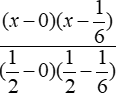 (x − 0)(x − 1/6)
(1/2 − 0)(1/2 − 1/6)